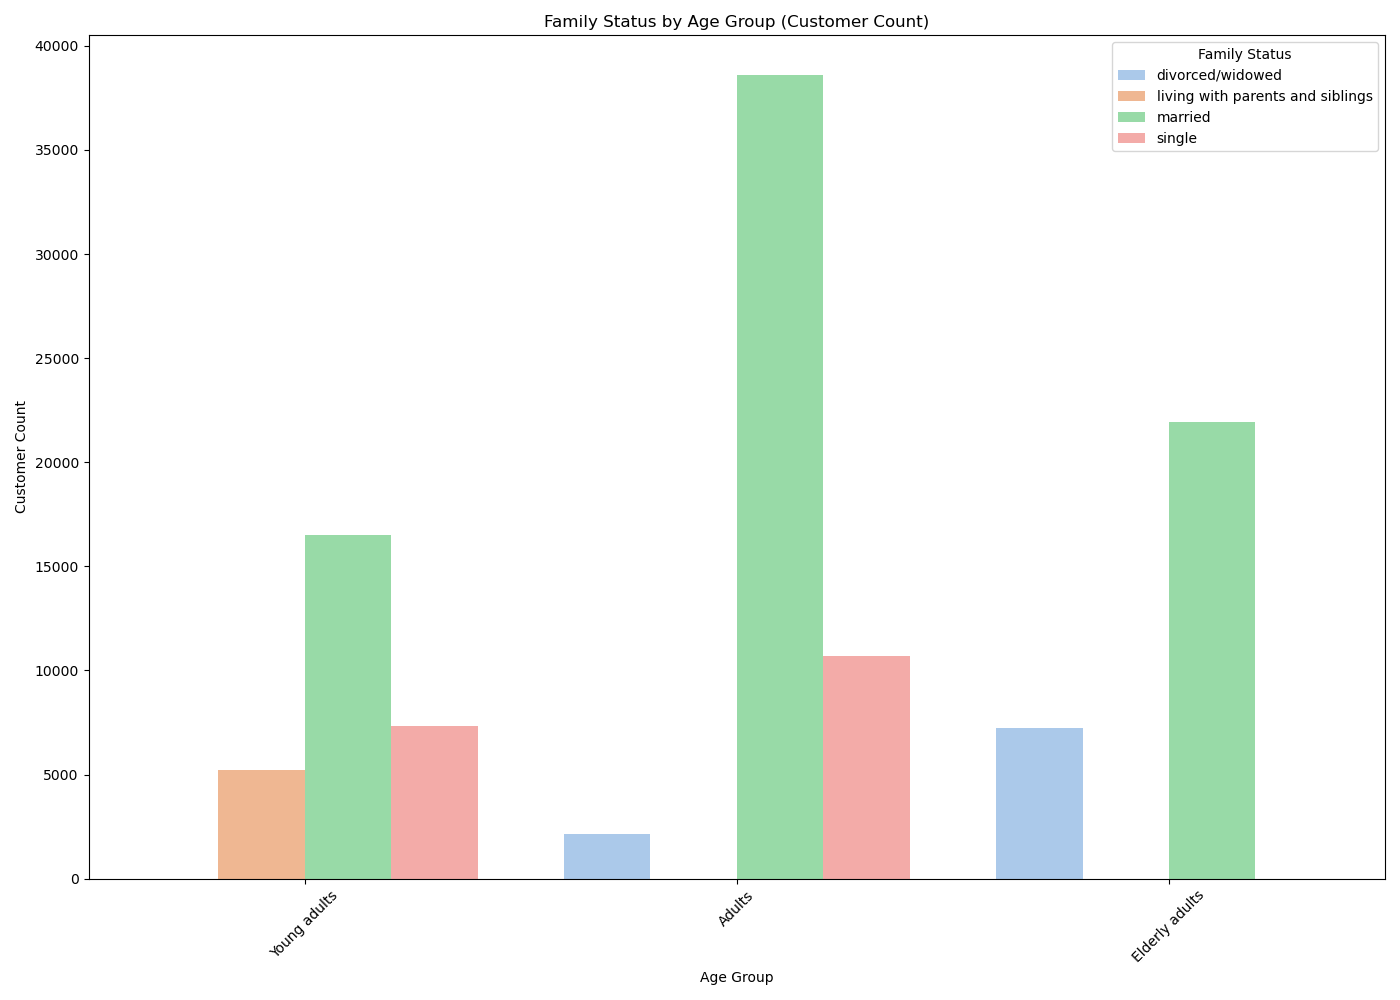 Family Status by Age Group (Customer Count)
Family Status
divorced/widowed
living with parents and siblings
married
single
40000
35000
30000
25000
20000
15000
10000
5000
0
Customer Count
Young adults
Adults
Elderly adults
Age Group